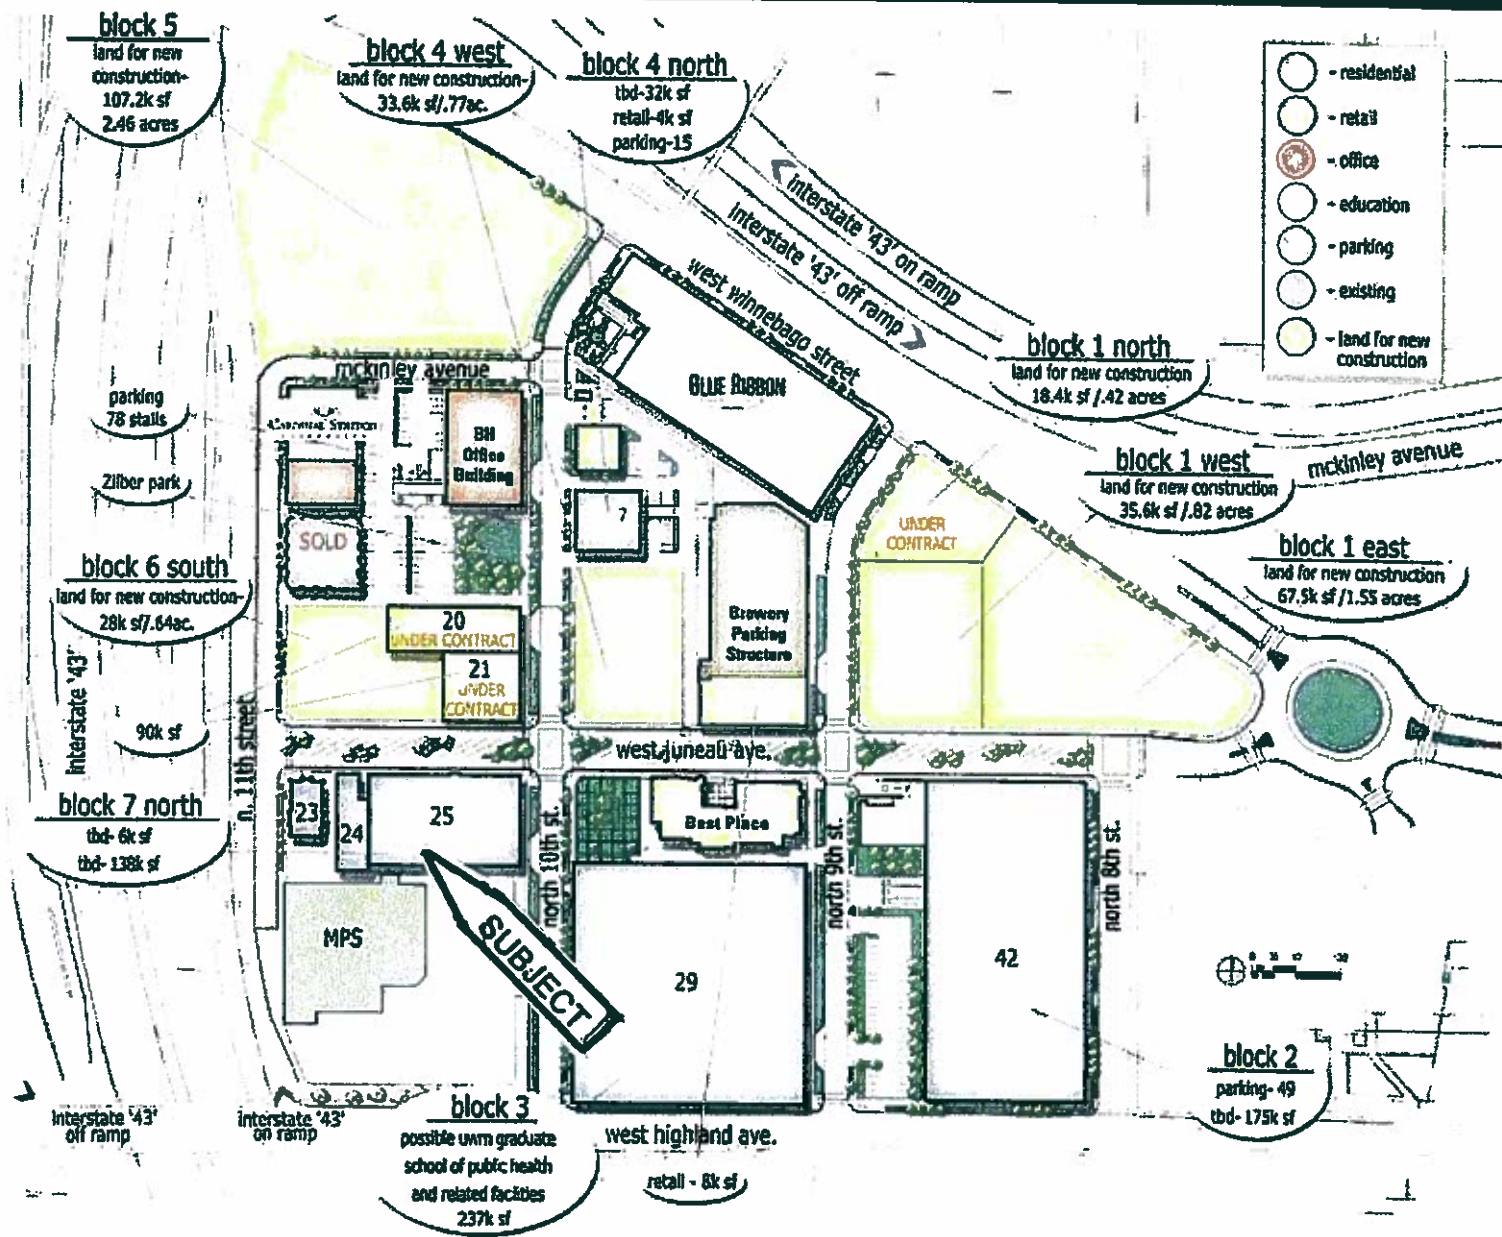 block 5
land for new
construction-
107.2k sf
2.46 acres
block 4 west
land for new construction-
33.6k sf/.77ac.
block 4 north
tbd-32k sf
retail-4k sf
parking-15
- residential
- retail
- office
- education
- parking
- existing
- land for new
construction
interstate '43' on ramp
interstate '43' off ramp
west winnebago street
block 1 north
land for new construction
18.4k sf /.42 acres
mckinley avenue
BLUE RIBBON
parking
78 stalls
BH
Office
Building
block 1 west
land for new construction
35.6k sf /.82 acres
mckinley avenue
Zilber park
7
SOLD
UNDER
CONTRACT
block 1 east
land for new construction
67.5k sf /1.55 acres
block 6 south
land for new construction-
28k sf/.64ac.
20
UNDER CONTRACT
21
UNDER
CONTRACT
Brewery
Parking
Structure
interstate '43'
90k sf
n. 11th street
west juneau ave.
block 7 north
tbd- 6k sf
tbd- 138k sf
23
24
25
Best Place
north 10th st.
north 9th st.
north 8th st.
MPS
SUBJECT
29
42
block 2
parking- 49
tbd- 175k sf
interstate '43'
off ramp
interstate '43'
on ramp
block 3
possible uwm graduate
school of public health
and related facilities
237k sf
west highland ave.
retail - 8k sf